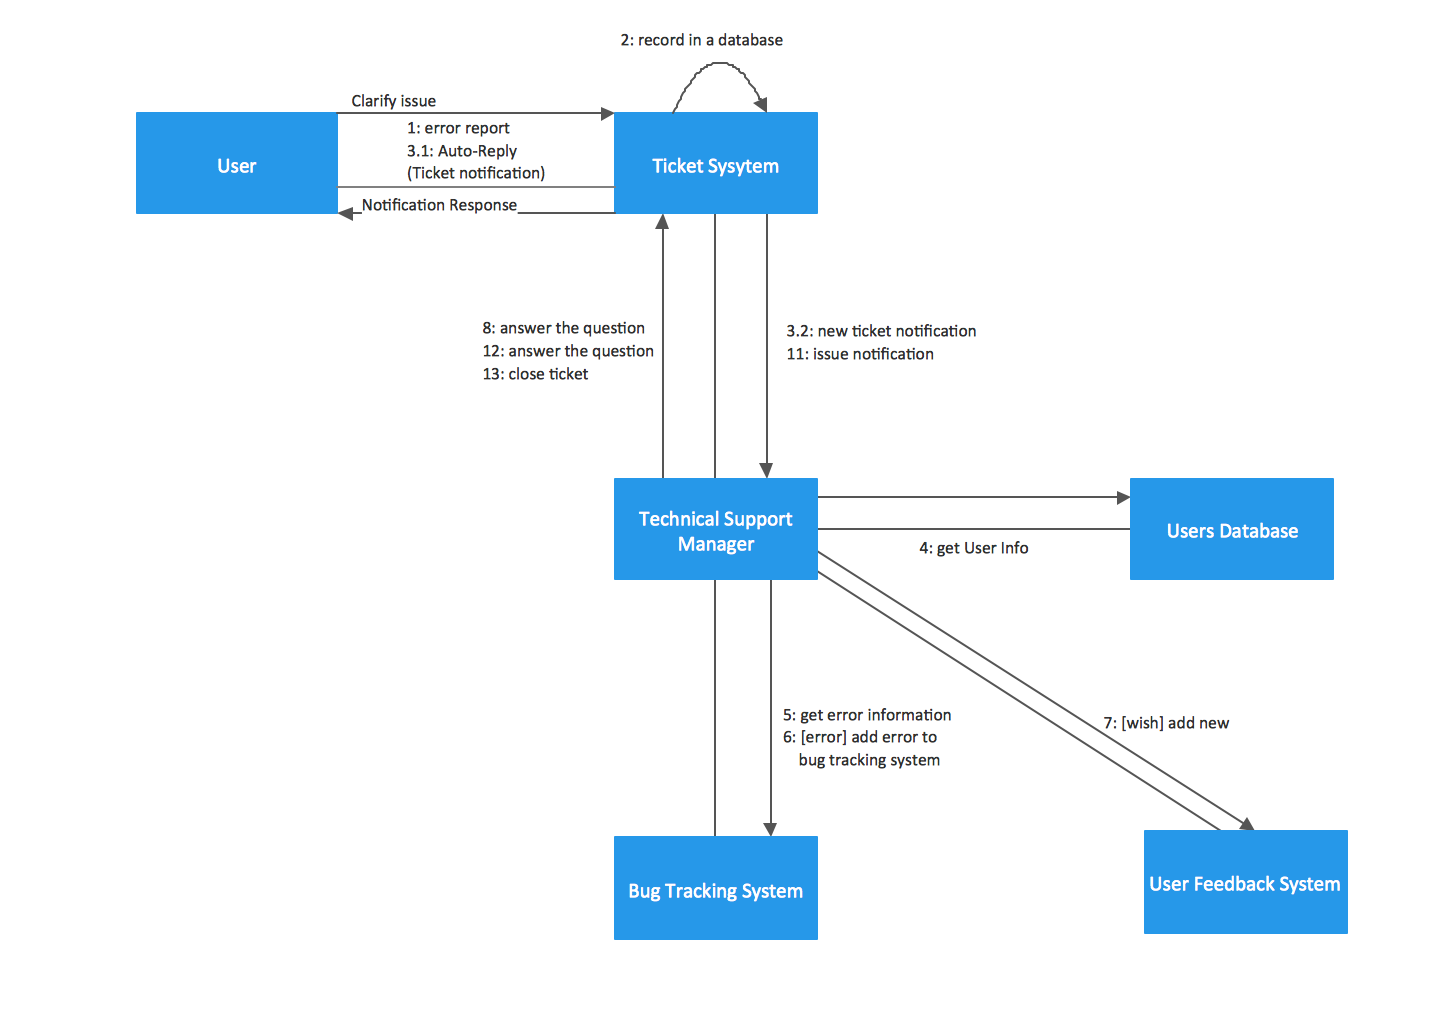 2: record in a database
Clarify issue
1: error report
3.1: Auto-Reply
(Ticket notification)
User
Ticket Sysytem
Notification Response
8: answer the question
12: answer the question
13: close ticket
3.2: new ticket notification
11: issue notification
Technical Support
Manager
Users Database
4: get User Info
5: get error information
6: [error] add error to
bug tracking system
7: [wish] add new
Bug Tracking System
User Feedback System